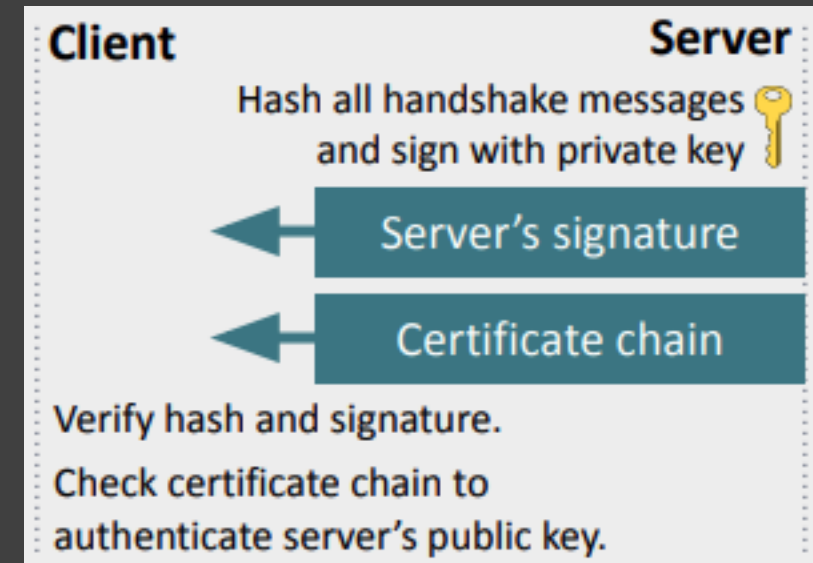 Client
Server
Hash all handshake messages
and sign with private key
Server’s signature
Certificate chain
Verify hash and signature.
Check certificate chain to
authenticate server’s public key.